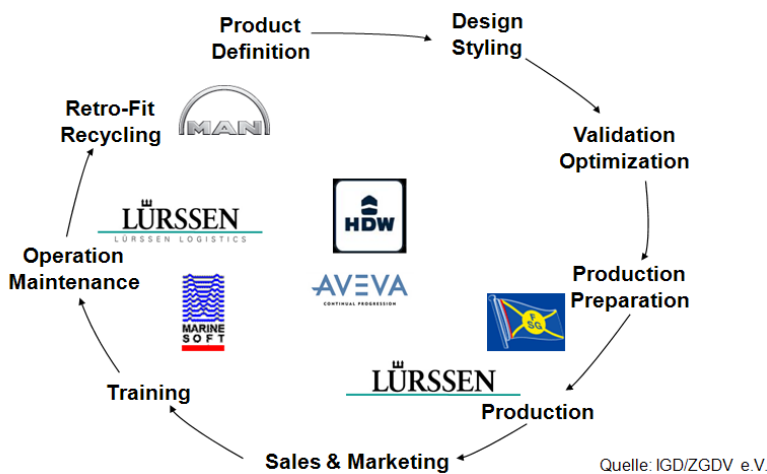 Product
Definition
Design
Styling
Retro-Fit
Recycling
MAN
Validation
Optimization
LÜRSSEN
LÜRSSEN LOGISTICS
HDW
Operation
Maintenance
AVEVA
CONTINUAL PROGRESSION
Production
Preparation
MARINE
SOFT
F
SG
LÜRSSEN
Training
Production
Sales & Marketing
Quelle: IGD/ZGDV e.V.